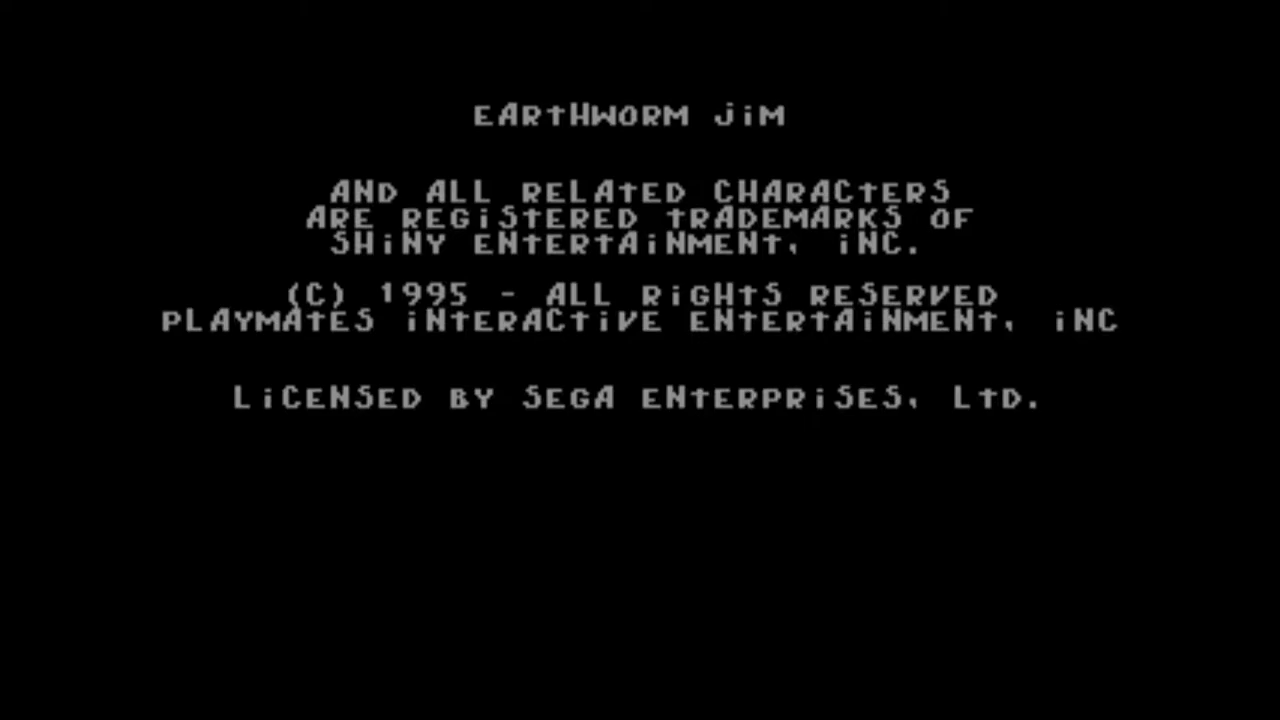 EARTHWORM JiM
AND ALL RELATED CHARACTERS
ARE REGiSTERED TRADEMARKS OF
SHiNY ENTERTAiNMENT, iNC.
(C) 1995 - ALL RiGHTS RESERVED
PLAYMATES iNTERACTiVE ENTERTAiNMENT, iNC
LiCENSED BY SEGA ENTERPRiSES, LTD.